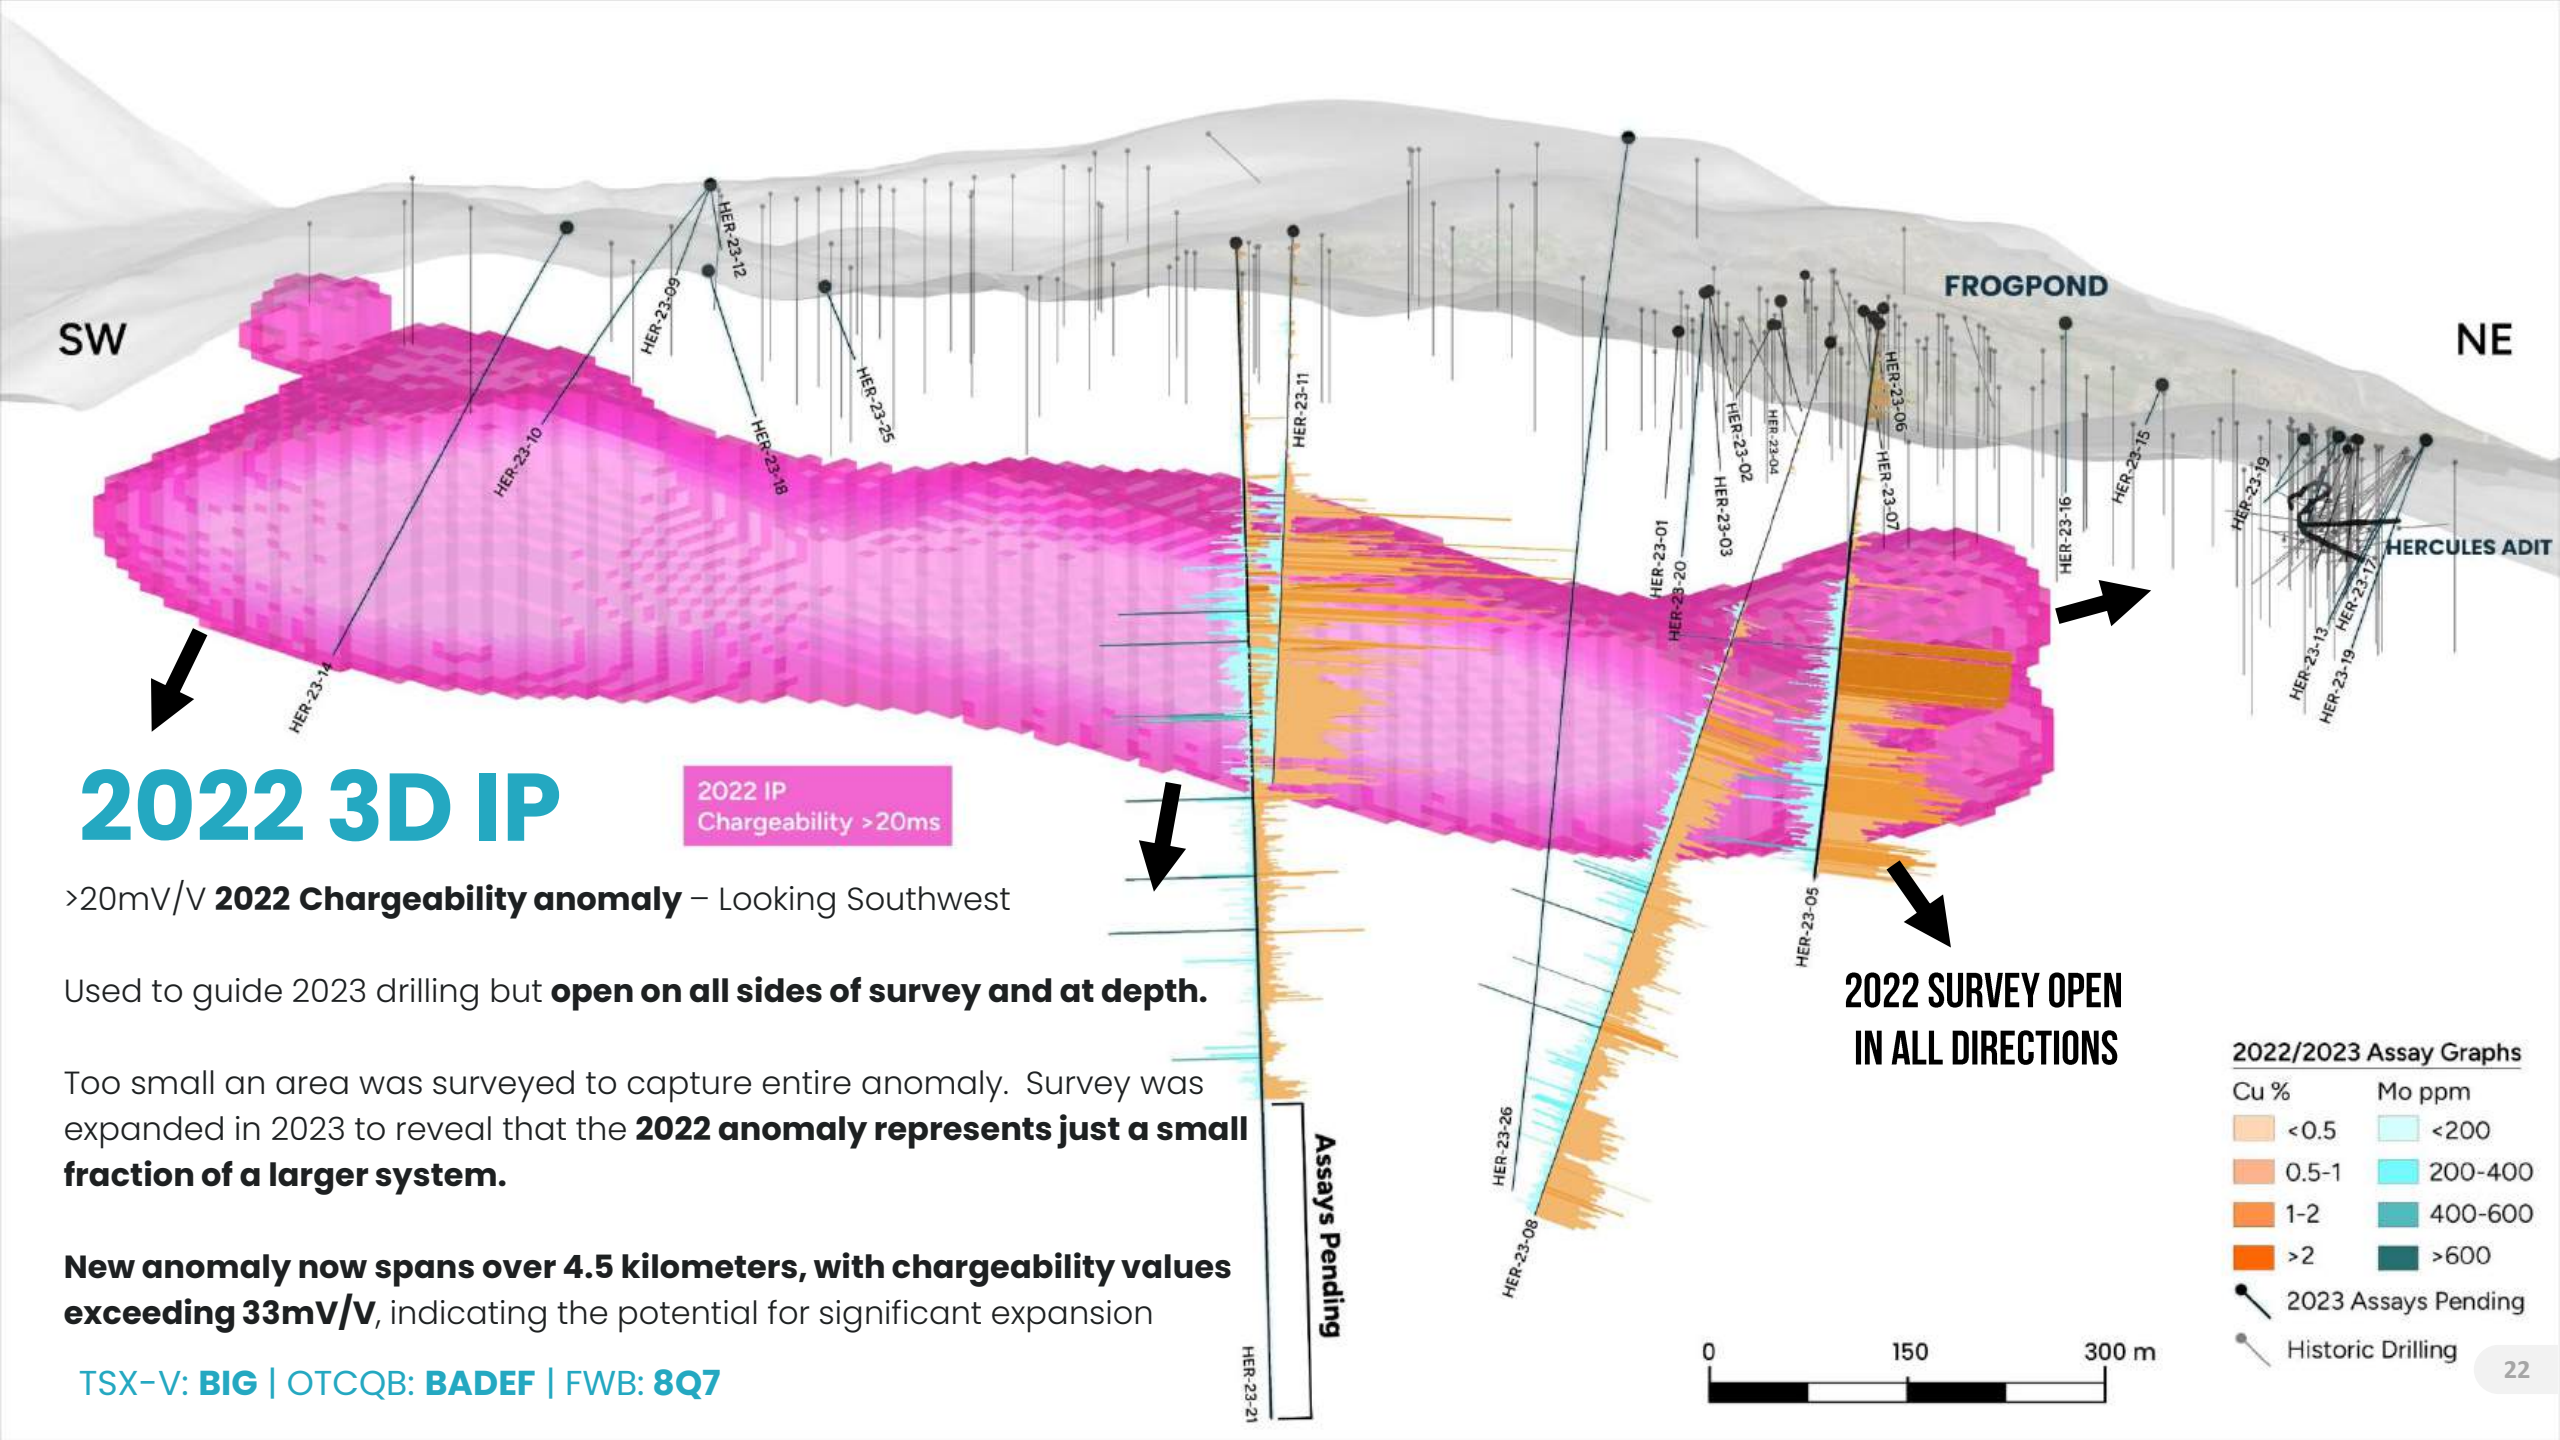 FROGPOND
SW
NE
HERCULES ADIT
HER-23-12
HER-23-09
HER-23-10
HER-23-18
HER-23-25
HER-23-14
HER-23-11
HER-23-01
HER-23-20
HER-23-02
HER-23-03
HER-23-04
HER-23-06
HER-23-07
HER-23-16
HER-23-15
HER-23-19
HER-23-17
HER-23-13
HER-23-19
HER-23-05
HER-23-26
HER-23-08
HER-23-21
Assays Pending
2022 3D IP
2022 IP
Chargeability >20ms
>20mV/V 2022 Chargeability anomaly – Looking Southwest
Used to guide 2023 drilling but open on all sides of survey and at depth.
Too small an area was surveyed to capture entire anomaly. Survey was
expanded in 2023 to reveal that the 2022 anomaly represents just a small
fraction of a larger system.
New anomaly now spans over 4.5 kilometers, with chargeability values
exceeding 33mV/V, indicating the potential for significant expansion
TSX-V: BIG | OTCQB: BADEF | FWB: 8Q7
2022 SURVEY OPEN
IN ALL DIRECTIONS
2022/2023 Assay Graphs
Cu % Mo ppm
<0.5 <200
0.5-1 200-400
1-2 400-600
>2 >600
2023 Assays Pending
Historic Drilling
0 150 300 m
22